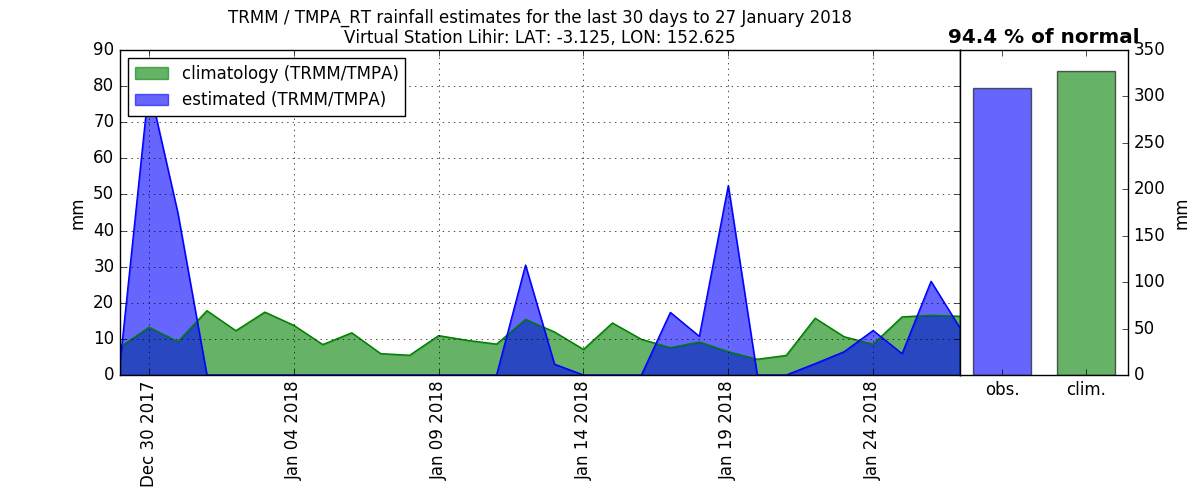 TRMM / TMPA_RT rainfall estimates for the last 30 days to 27 January 2018
Virtual Station Lihir: LAT: -3.125, LON: 152.625
94.4 % of normal
climatology (TRMM/TMPA)
estimated (TRMM/TMPA)
90
80
70
60
50
40
30
20
10
0
mm
Dec 30 2017
Jan 04 2018
Jan 09 2018
Jan 14 2018
Jan 19 2018
Jan 24 2018
obs.
clim.
350
300
250
200
150
100
50
0
mm